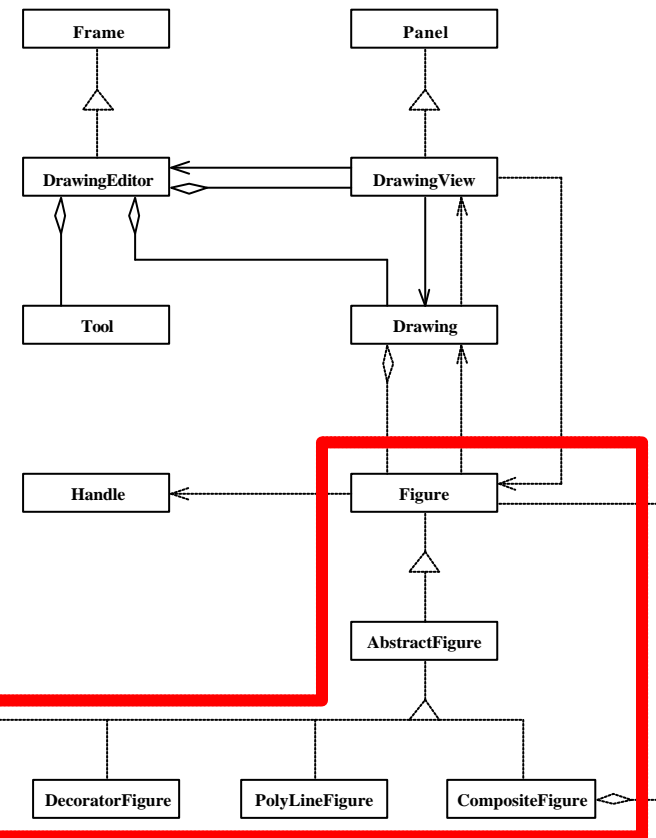 Frame
Panel
DrawingEditor
DrawingView
Tool
Drawing
Handle
Figure
AbstractFigure
DecoratorFigure
PolyLineFigure
CompositeFigure